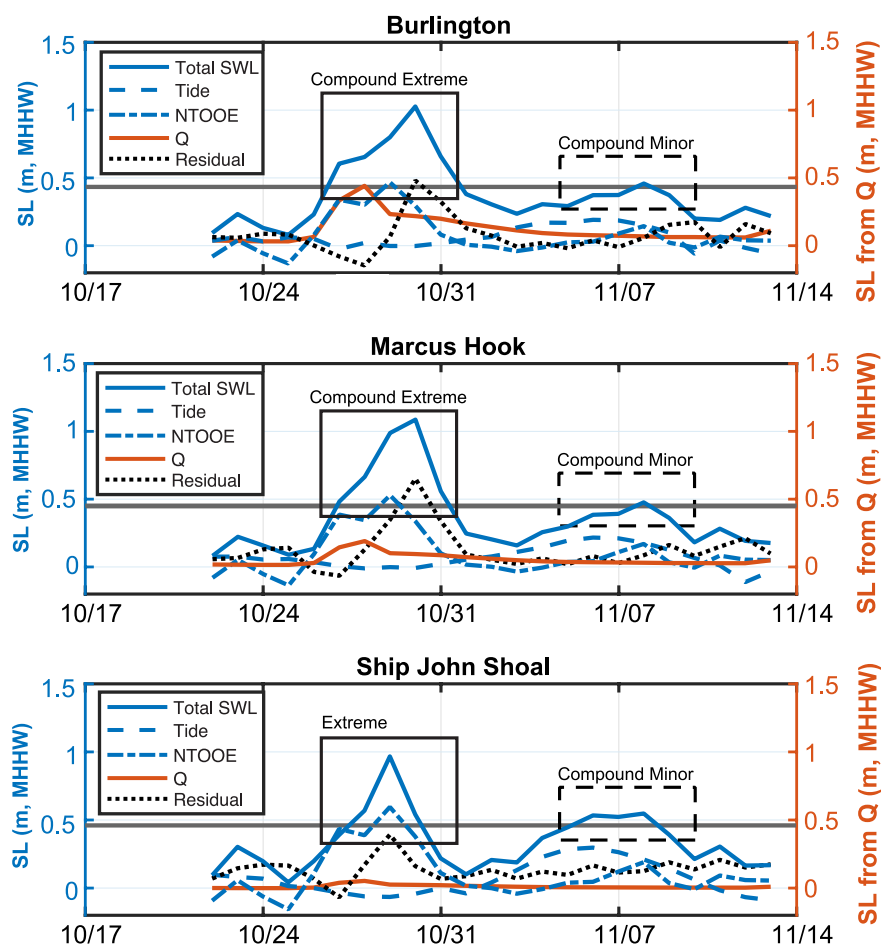 Burlington
1.5
1
0.5
0
SL (m, MHHW)
Total SWL
Tide
NTOOE
Q
Residual
Compound Extreme
Compound Minor
1.5
1
0.5
0
SL from Q (m, MHHW)
10/17
10/24
10/31
11/07
11/14
Marcus Hook
1.5
1
0.5
0
SL (m, MHHW)
Total SWL
Tide
NTOOE
Q
Residual
Compound Extreme
Compound Minor
1.5
1
0.5
0
SL from Q (m, MHHW)
10/17
10/24
10/31
11/07
11/14
Ship John Shoal
1.5
1
0.5
0
SL (m, MHHW)
Total SWL
Tide
NTOOE
Q
Residual
Extreme
Compound Minor
1.5
1
0.5
0
SL from Q (m, MHHW)
10/17
10/24
10/31
11/07
11/14